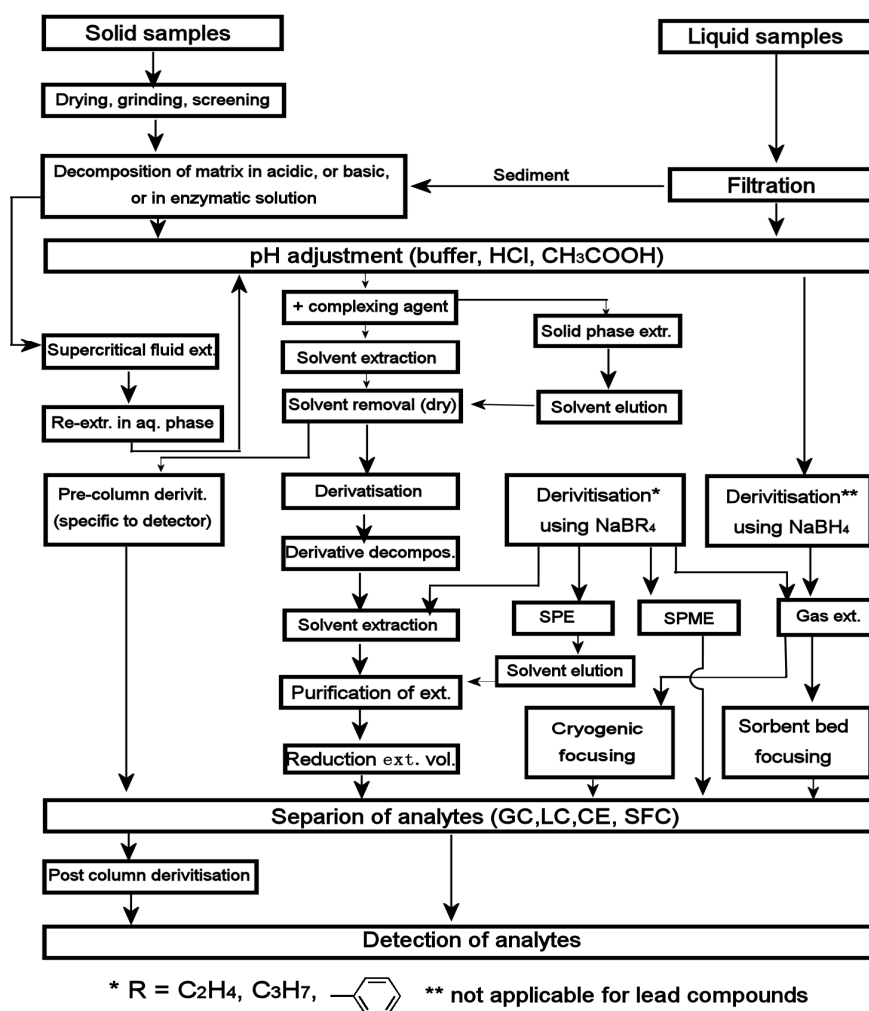 Solid samples
Liquid samples
Drying, grinding, screening
Decomposition of matrix in acidic, or basic,
or in enzymatic solution
Sediment
Filtration
pH adjustment (buffer, HCl, CH₃COOH)
+ complexing agent
Solid phase extr.
Supercritical fluid ext.
Solvent extraction
Re-extr. in aq. phase
Solvent removal (dry)
Solvent elution
Pre-column derivit.
(specific to detector)
Derivatisation
Derivitisation*
using NaBR₄
Derivitisation**
using NaBH₄
Derivative decompos.
Solvent extraction
SPE
SPME
Gas ext.
Solvent elution
Purification of ext.
Cryogenic
focusing
Sorbent bed
focusing
Reduction ext. vol.
Separion of analytes (GC,LC,CE, SFC)
Post column derivitisation
Detection of analytes
* R = C₂H₄, C₃H₇,
** not applicable for lead compounds